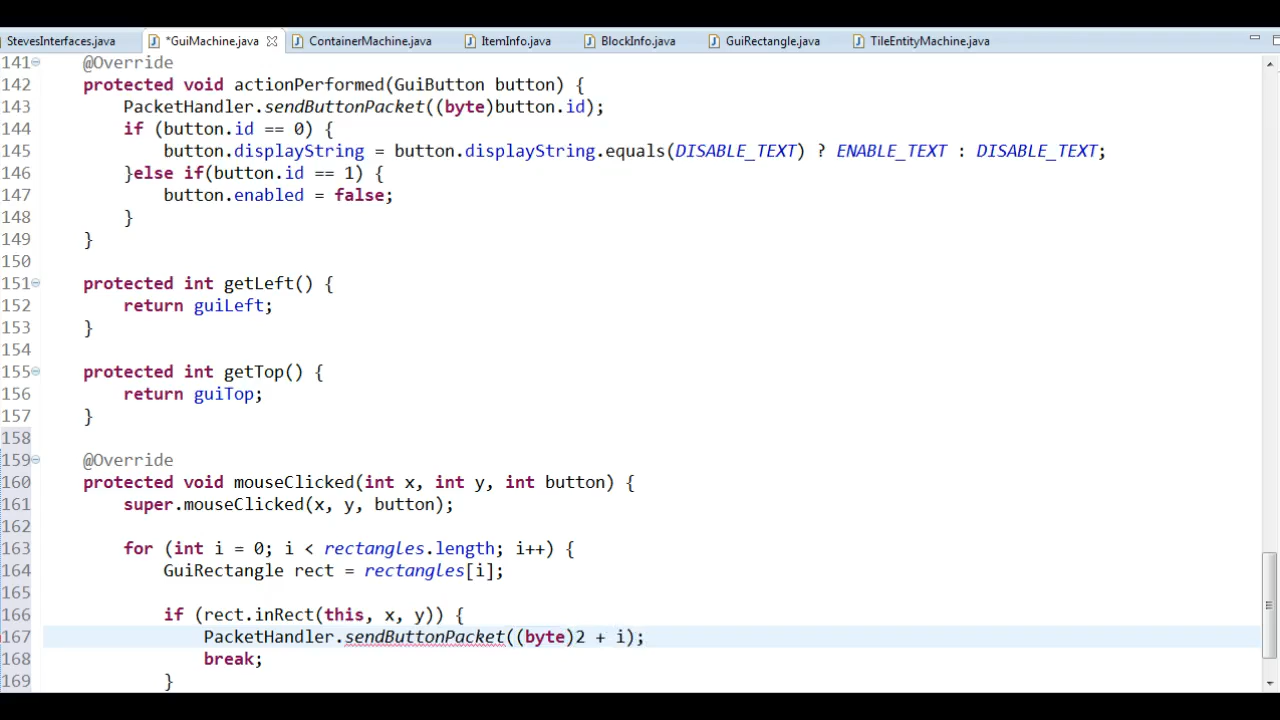 StevesInterfaces.java *GuiMachine.java ContainerMachine.java ItemInfo.java BlockInfo.java GuiRectangle.java TileEntityMachine.java
141 @Override
142 protected void actionPerformed(GuiButton button) {
143 PacketHandler.sendButtonPacket((byte)button.id);
144 if (button.id == 0) {
145 button.displayString = button.displayString.equals(DISABLE_TEXT) ? ENABLE_TEXT : DISABLE_TEXT;
146 }else if(button.id == 1) {
147 button.enabled = false;
148 }
149 }
150
151 protected int getLeft() {
152 return guiLeft;
153 }
154
155 protected int getTop() {
156 return guiTop;
157 }
158
159 @Override
160 protected void mouseClicked(int x, int y, int button) {
161 super.mouseClicked(x, y, button);
162
163 for (int i = 0; i < rectangles.length; i++) {
164 GuiRectangle rect = rectangles[i];
165
166 if (rect.inRect(this, x, y)) {
167 PacketHandler.sendButtonPacket((byte)2 + i);
168 break;
169 }